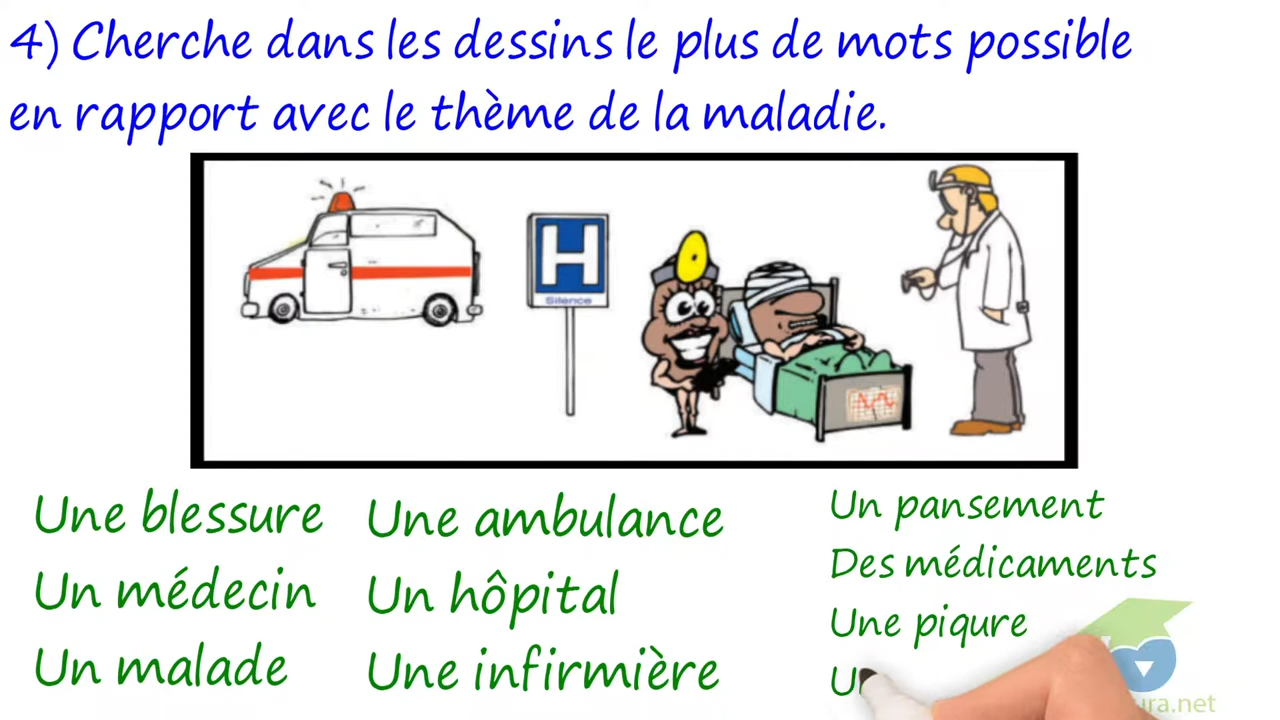 4) Cherche dans les dessins le plus de mots possible
en rapport avec le thème de la maladie.
H
Silence
Une blessure
Un médecin
Un malade
Une ambulance
Un hôpital
Une infirmière
Un pansement
Des médicaments
Une piqure